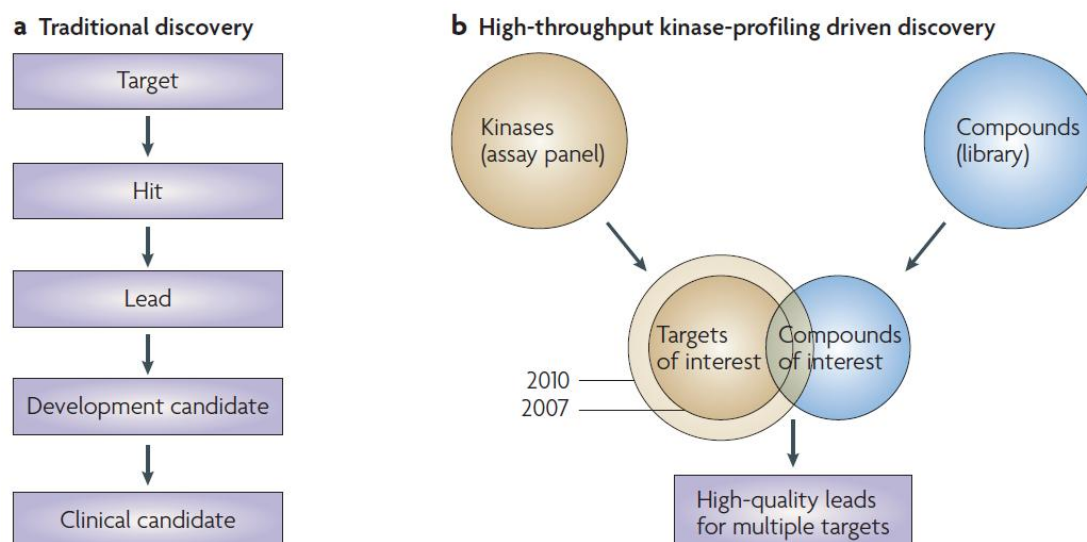 a Traditional discovery
Target
Hit
Lead
Development candidate
Clinical candidate
b High-throughput kinase-profiling driven discovery
Kinases
(assay panel)
Compounds
(library)
Targets
of interest
Compounds
of interest
2010
2007
High-quality leads
for multiple targets